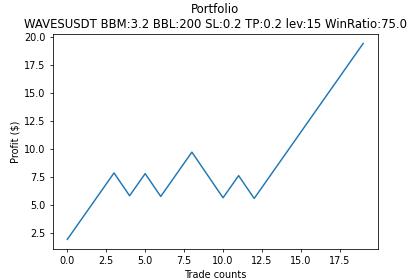 Portfolio
WAVESUSDT BBM:3.2 BBL:200 SL:0.2 TP:0.2 lev:15 WinRatio:75.0
20.0
17.5
15.0
12.5
10.0
7.5
5.0
2.5
Profit ($)
0.0 2.5 5.0 7.5 10.0 12.5 15.0 17.5
Trade counts